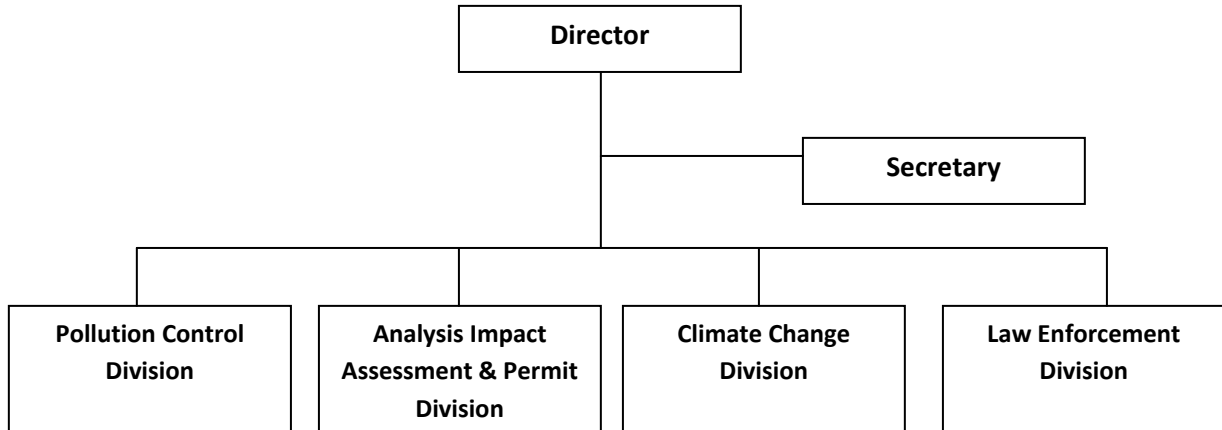 Director
Secretary
Pollution Control
Division
Analysis Impact
Assessment & Permit
Division
Climate Change
Division
Law Enforcement
Division